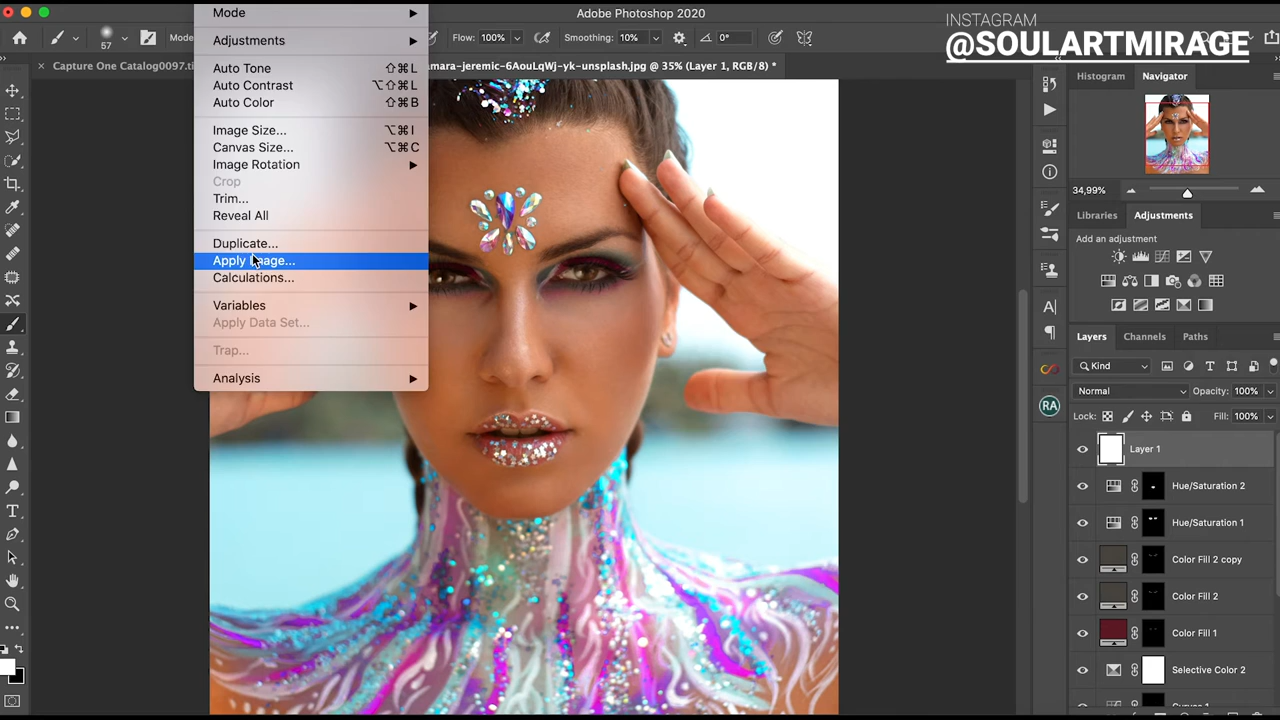 Adobe Photoshop 2020
INSTAGRAM
@SOULARTMIRAGE
57
Mode
Flow: 100%
Smoothing: 10%
0°
Capture One Catalog0097.ti
amara-jeremic-6AouLqWj-yk-unsplash.jpg @ 35% (Layer 1, RGB/8) *
Mode
Adjustments
Auto Tone ⇧⌘L
Auto Contrast ⌥⇧⌘L
Auto Color ⇧⌘B
Image Size... ⌥⌘I
Canvas Size... ⌥⌘C
Image Rotation
Crop
Trim...
Reveal All
Duplicate...
Apply Image...
Calculations...
Variables
Apply Data Set...
Trap...
Analysis
Histogram
Navigator
34,99%
Libraries
Adjustments
Add an adjustment
Layers
Channels
Paths
Kind
Normal
Opacity: 100%
Lock:
Fill: 100%
Layer 1
Hue/Saturation 2
Hue/Saturation 1
Color Fill 2 copy
Color Fill 2
Color Fill 1
Selective Color 2
RA